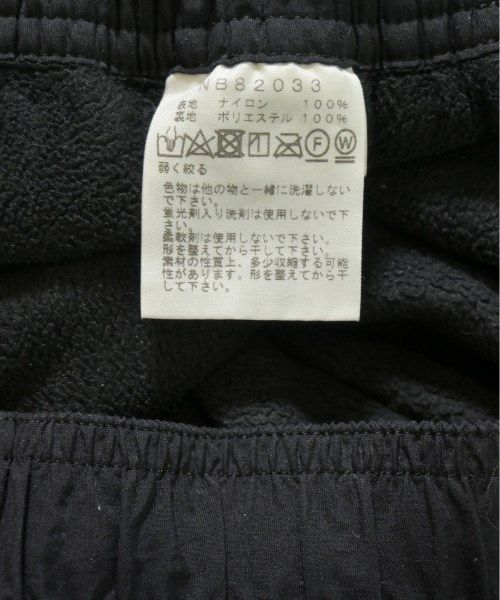 NB82033
表地 ナイロン 100%
裏地 ポリエステル 100%
F W
弱く絞る
色物は他の物と一緒に洗濯しない
で下さい。
蛍光剤入り洗剤は使用しないで下
さい。
柔軟剤は使用しないで下さい。
形を整えてから干して下さい。
素材の性質上、多少収縮する可能
性があります。形を整えてから干
して下さい。